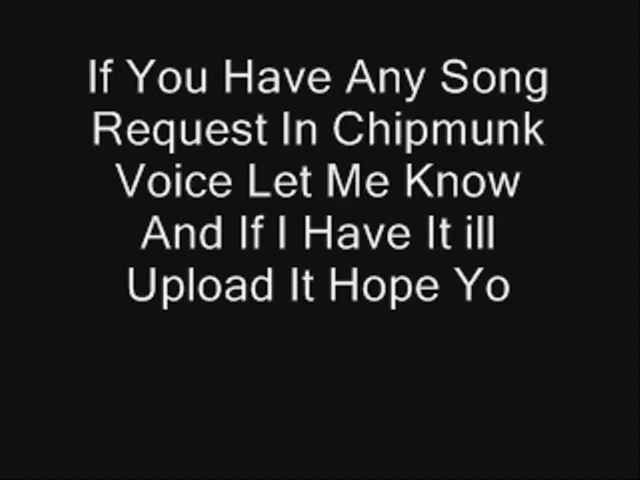 If You Have Any Song
Request In Chipmunk
Voice Let Me Know
And If I Have It ill
Upload It Hope Yo